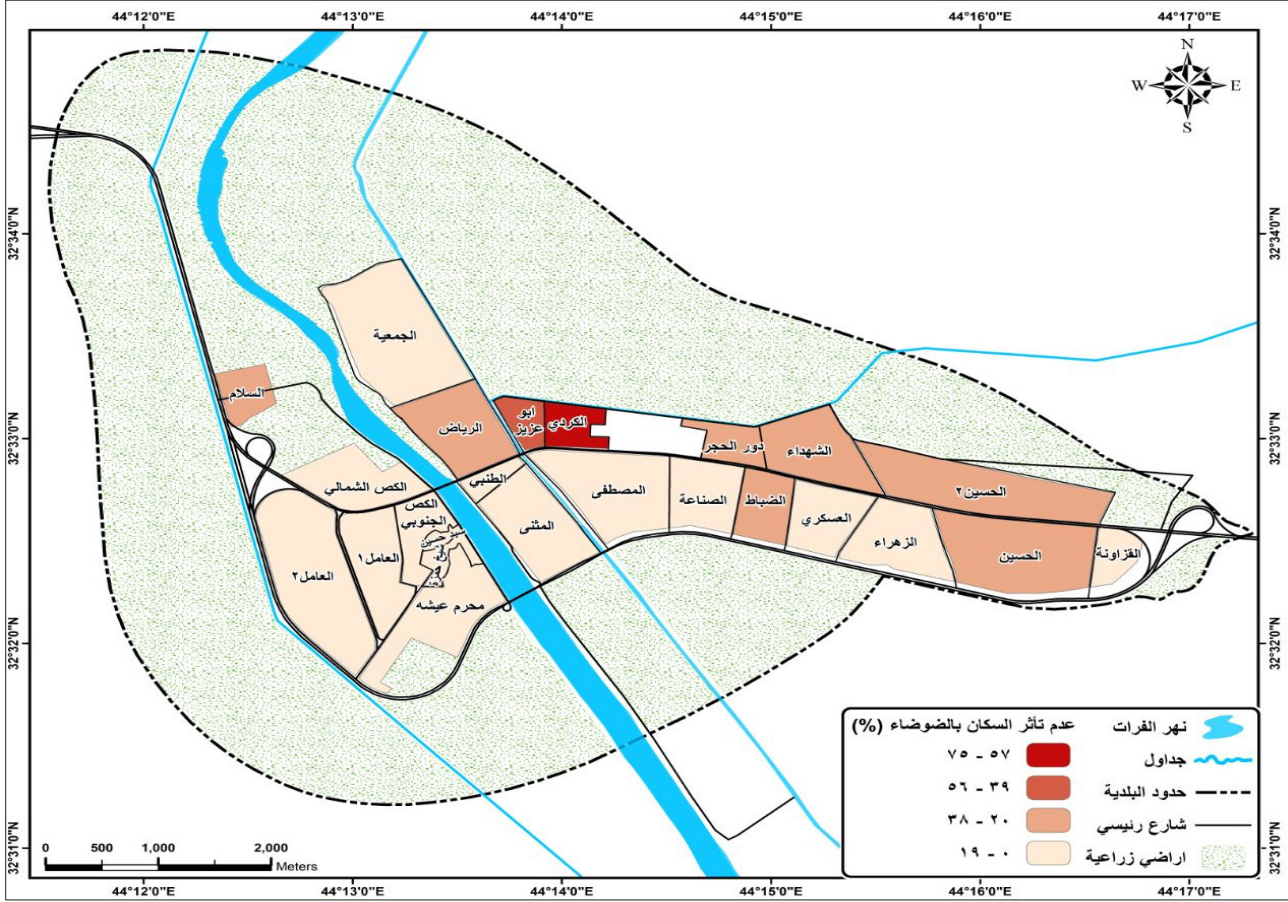 44°12'0"E 44°13'0"E 44°14'0"E 44°15'0"E 44°16'0"E 44°17'0"E
N
W E
S
32°34'0"N 32°34'0"N
32°33'0"N 32°33'0"N
32°32'0"N 32°32'0"N
32°31'0"N 32°31'0"N
الجمعية
السلام
الرياض
ابو
عزيز
الكردي
دور الحجر
الشهداء
الحسين٢
الطنبي
المصطفى
الصناعة
الضباط
العسكري
الزهراء
الحسين
القزاونة
المثنى
الكص الشمالي
الكص
الجنوبي
سيد حسين
العامل١
العامل٢
محرم عيشه
نهر الفرات
جداول
حدود البلدية
شارع رئيسي
اراضي زراعية
عدم تأثر السكان بالضوضاء (%)
٥٧ - ٧٥
٣٩ - ٥٦
٢٠ - ٣٨
٠ - ١٩
0 500 1,000 2,000
Meters
44°12'0"E 44°13'0"E 44°14'0"E 44°15'0"E 44°16'0"E 44°17'0"E